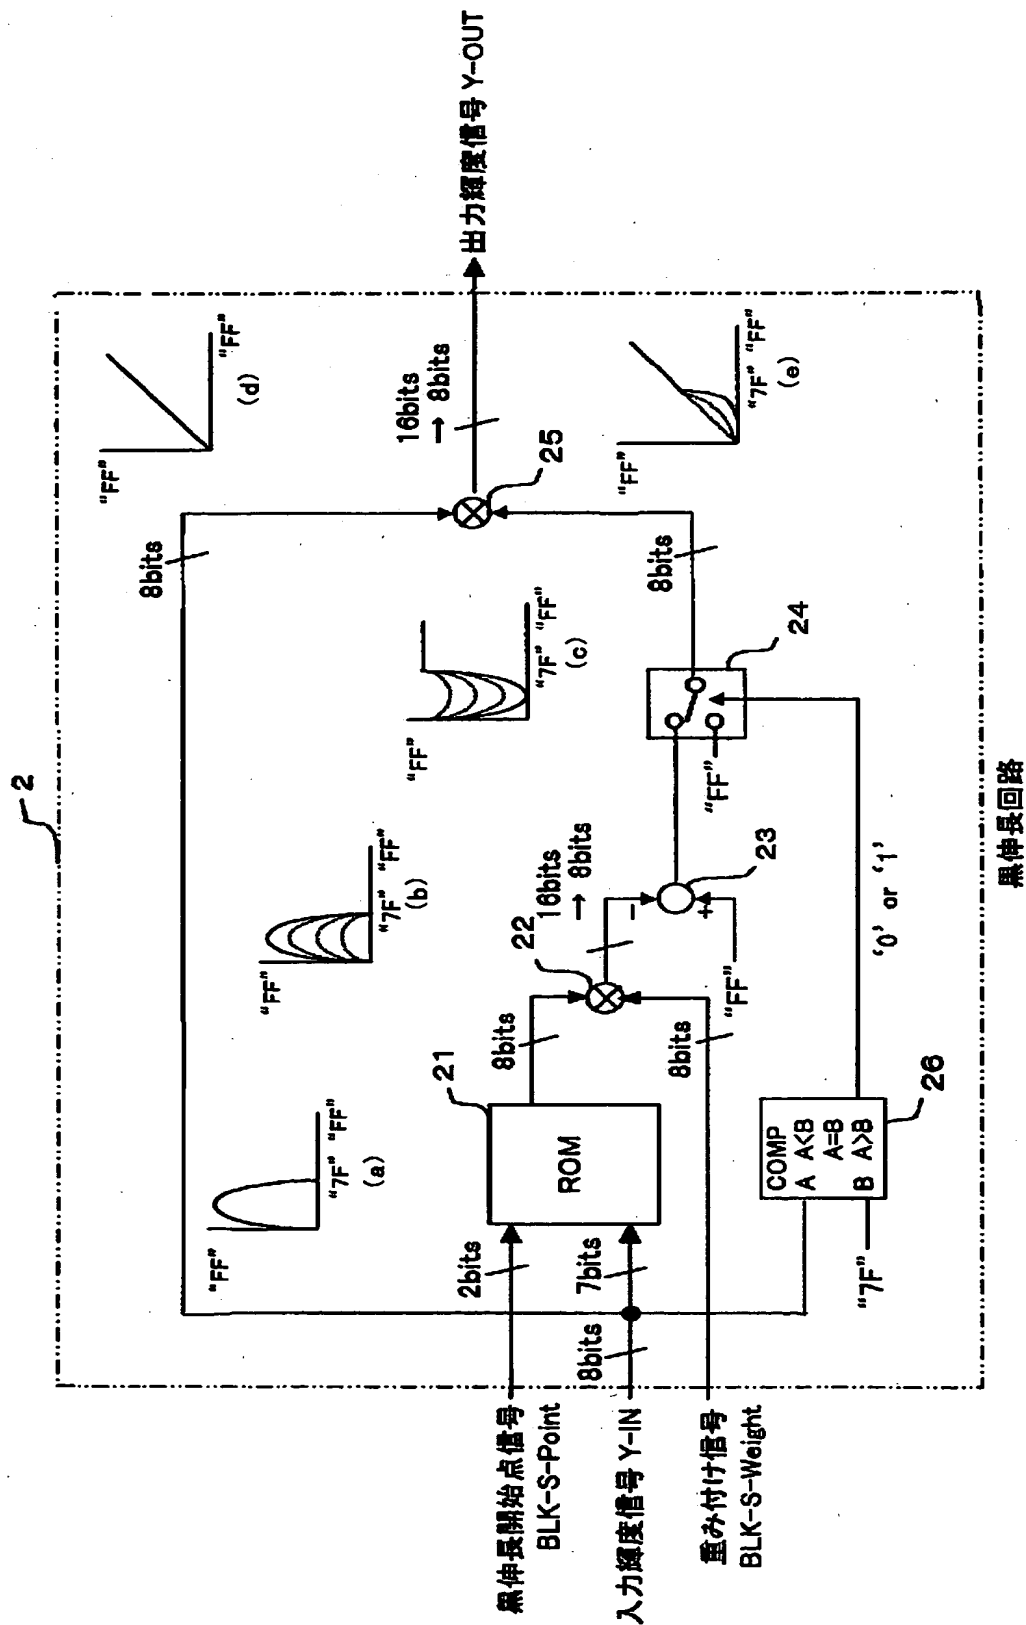 2
黒伸長開始点信号
BLK-S-Point
入力輝度信号 Y-IN
重み付け信号
BLK-S-Weight
2bits
8bits
7bits
"FF"
"7F" "FF"
(a)
21
ROM
8bits
8bits
"7F"
COMP
A A<B
A=B
B A>B
26
'0' or '1'
"FF"
"7F" "FF"
(b)
22
16bits
→ 8bits
−
+
"FF"
23
"FF"
24
"FF"
"7F" "FF"
(c)
8bits
8bits
25
16bits
→ 8bits
"FF"
"FF"
(d)
"FF"
"7F" "FF"
(e)
出力輝度信号 Y-OUT
黒伸長回路